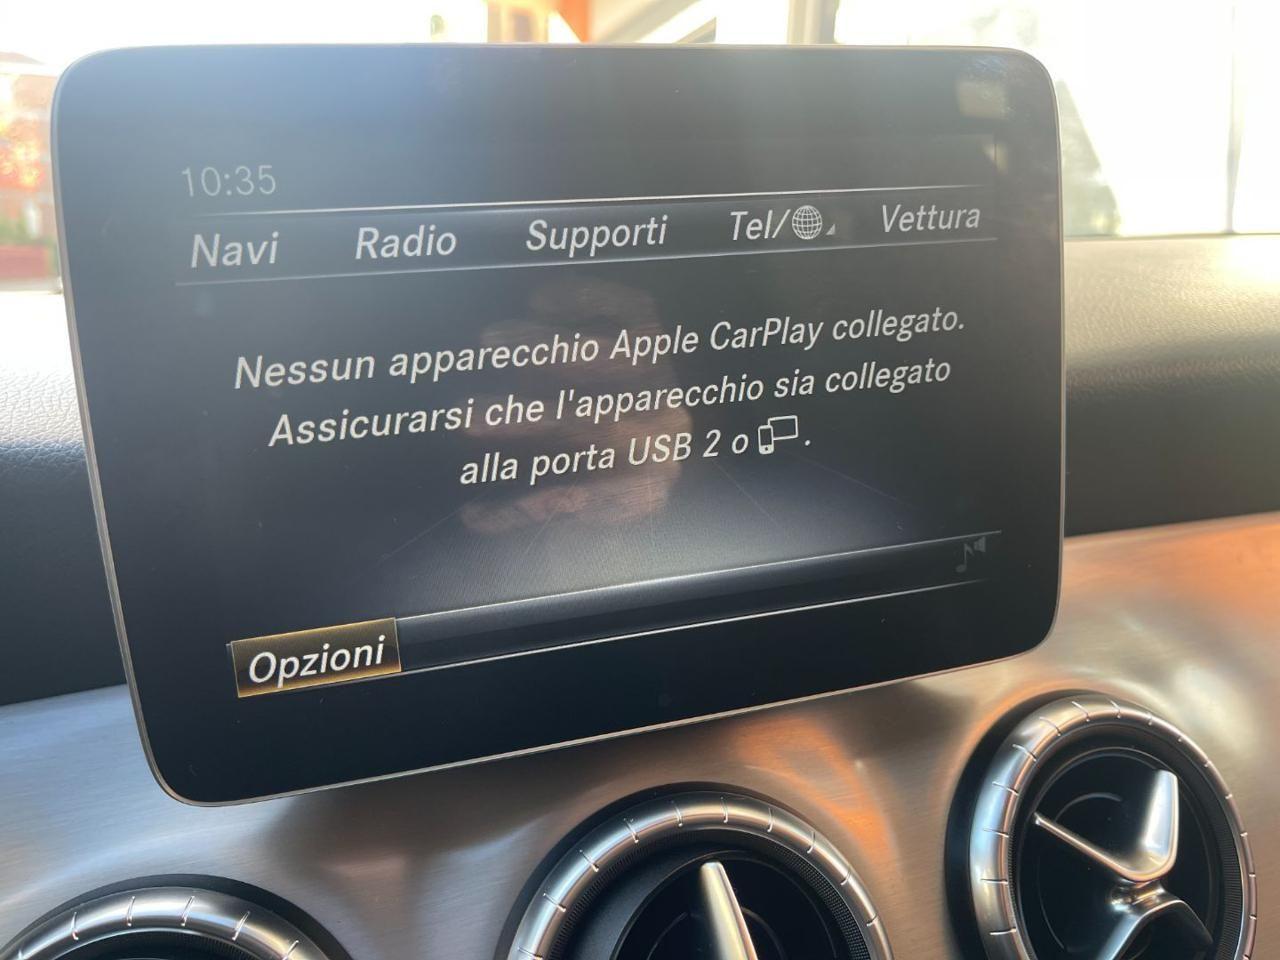 10:35
Navi Radio Supporti Tel/ Vettura
Nessun apparecchio Apple CarPlay collegato.
Assicurarsi che l'apparecchio sia collegato
alla porta USB 2 o .
Opzioni